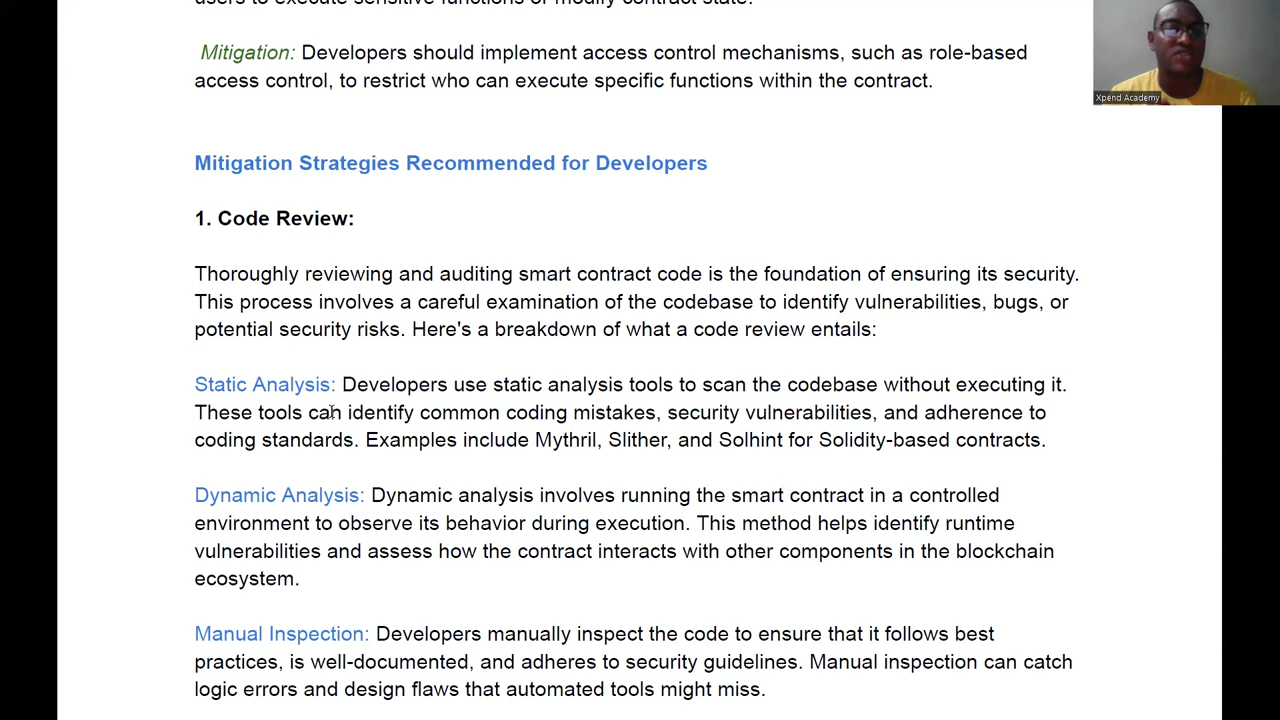 users to execute sensitive functions or modify contract state.
Mitigation: Developers should implement access control mechanisms, such as role-based
access control, to restrict who can execute specific functions within the contract.
Xpend Academy
Mitigation Strategies Recommended for Developers
1. Code Review:
Thoroughly reviewing and auditing smart contract code is the foundation of ensuring its security.
This process involves a careful examination of the codebase to identify vulnerabilities, bugs, or
potential security risks. Here's a breakdown of what a code review entails:
Static Analysis: Developers use static analysis tools to scan the codebase without executing it.
These tools can identify common coding mistakes, security vulnerabilities, and adherence to
coding standards. Examples include Mythril, Slither, and Solhint for Solidity-based contracts.
Dynamic Analysis: Dynamic analysis involves running the smart contract in a controlled
environment to observe its behavior during execution. This method helps identify runtime
vulnerabilities and assess how the contract interacts with other components in the blockchain
ecosystem.
Manual Inspection: Developers manually inspect the code to ensure that it follows best
practices, is well-documented, and adheres to security guidelines. Manual inspection can catch
logic errors and design flaws that automated tools might miss.